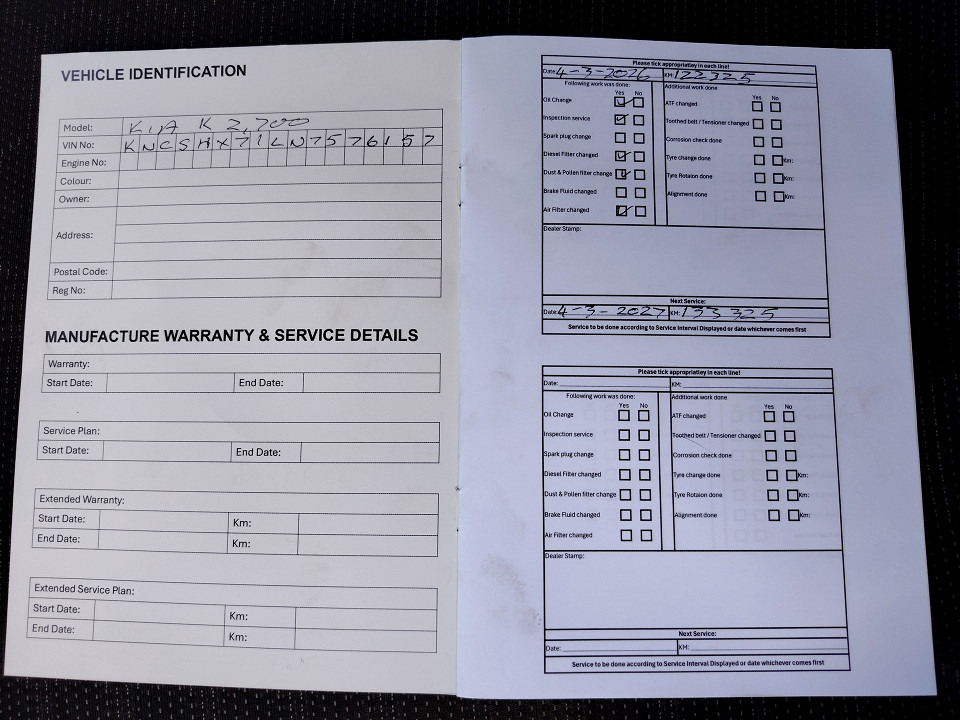 VEHICLE IDENTIFICATION
Model: KIA K 2,700
VIN No: KNCSHX71LN7576157
Engine No:
Colour:
Owner:
Address:
Postal Code:
Reg No:
MANUFACTURE WARRANTY & SERVICE DETAILS
Warranty:
Start Date: End Date:
Service Plan:
Start Date: End Date:
Extended Warranty:
Start Date: Km:
End Date: Km:
Extended Service Plan:
Start Date: Km:
End Date: Km:
Please tick appropriatley in each line!
Date: 4-3-2026 KM: 122325
Following work was done: Additional work done
Yes No Yes No
Oil Change ATF changed
Inspection service Toothed belt / Tensioner changed
Spark plug change Corrosion check done
Diesel Filter changed Tyre change done Km:
Dust & Pollen filter change Tyre Rotaion done Km:
Brake Fluid changed Alignment done Km:
Air Filter changed
Dealer Stamp:
Next Service:
Date: 4-3-2027 KM: 133325
Service to be done according to Service Interval Displayed or date whichever comes first
Please tick appropriatley in each line!
Date: KM:
Following work was done: Additional work done
Yes No Yes No
Oil Change ATF changed
Inspection service Toothed belt / Tensioner changed
Spark plug change Corrosion check done
Diesel Filter changed Tyre change done Km:
Dust & Pollen filter change Tyre Rotaion done Km:
Brake Fluid changed Alignment done Km:
Air Filter changed
Dealer Stamp:
Next Service:
Date: KM:
Service to be done according to Service Interval Displayed or date whichever comes first